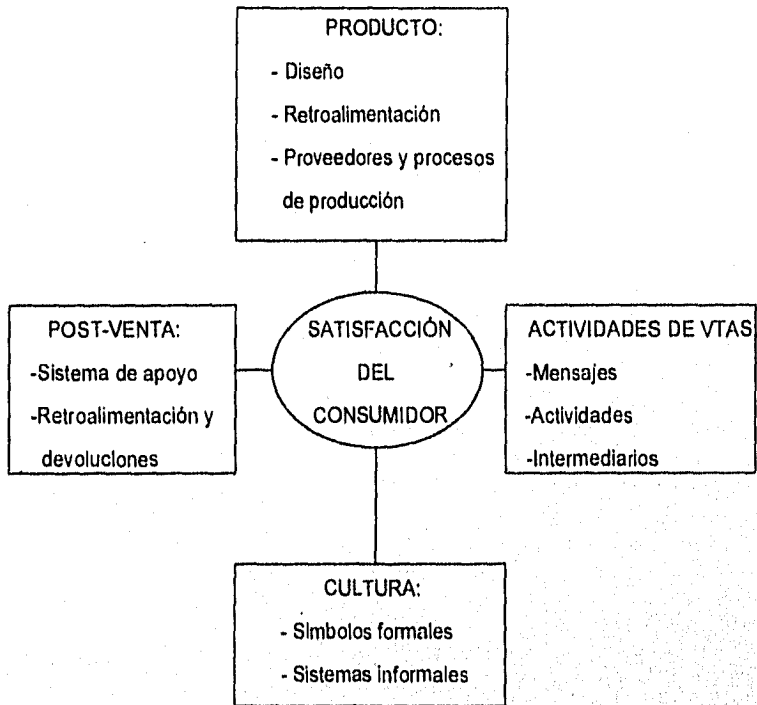 PRODUCTO:
- Diseño
- Retroalimentación
- Proveedores y procesos
de producción
POST-VENTA:
-Sistema de apoyo
-Retroalimentación y
devoluciones
SATISFACCIÓN
DEL
CONSUMIDOR
ACTIVIDADES DE VTAS
-Mensajes
-Actividades
-Intermediarios
CULTURA:
- Simbolos formales
- Sistemas informales